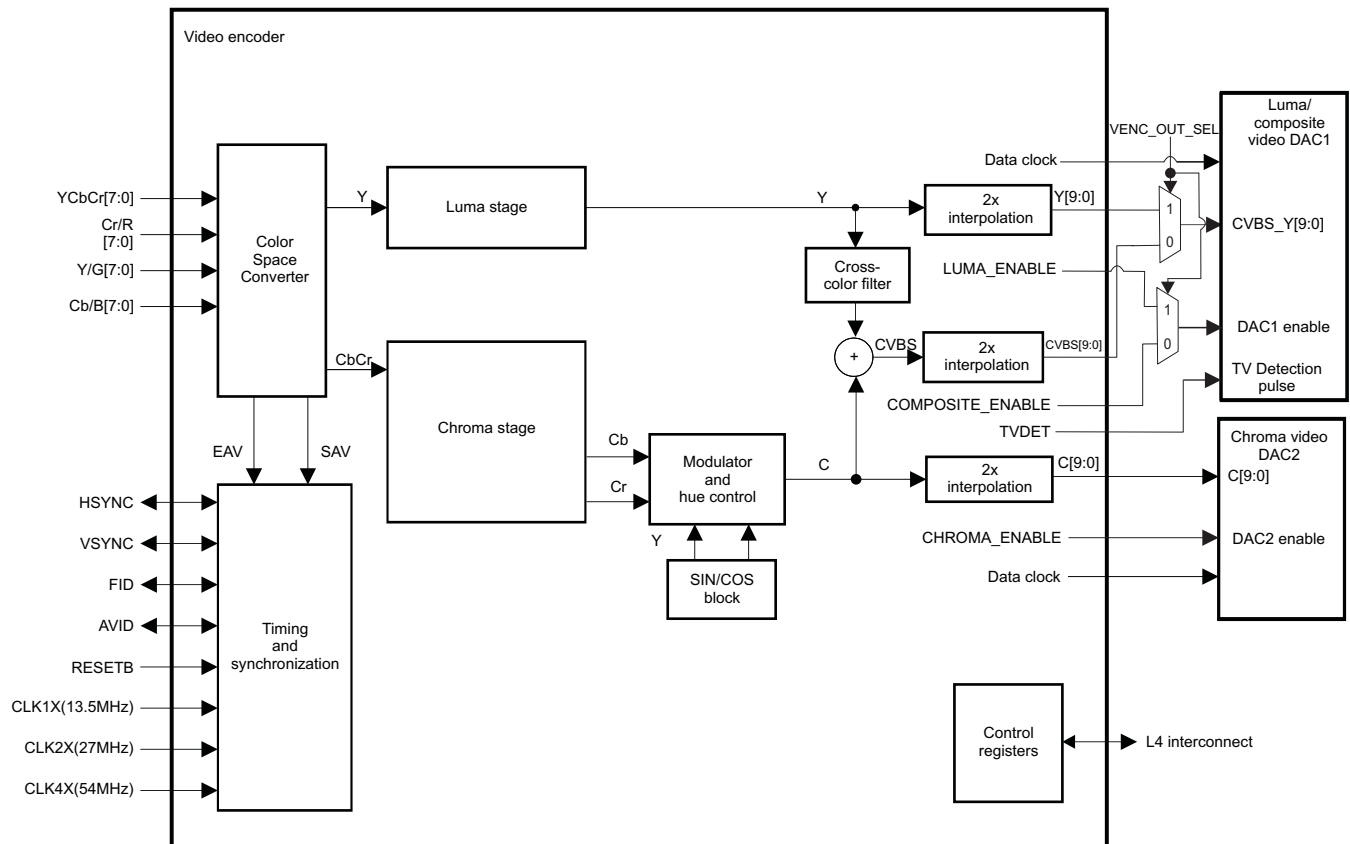 Video encoder
Luma/
composite
video DAC1
VENC_OUT_SEL
Data clock
YCbCr[7:0]
Cr/R
[7:0]
Y/G[7:0]
Cb/B[7:0]
Color
Space
Converter
Y
Luma stage
Y
2x
interpolation
Y[9:0]
1
0
CVBS_Y[9:0]
Cross-
color filter
LUMA_ENABLE
1
0
DAC1 enable
CbCr
+
CVBS
2x
interpolation
CVBS[9:0]
TV Detection
pulse
COMPOSITE_ENABLE
TVDET
Chroma stage
EAV
SAV
Cb
Cr
Modulator
and
hue control
C
2x
interpolation
C[9:0]
Chroma video
DAC2
C[9:0]
HSYNC
VSYNC
FID
AVID
RESETB
CLK1X(13.5MHz)
CLK2X(27MHz)
CLK4X(54MHz)
Timing
and
synchronization
Y
SIN/COS
block
CHROMA_ENABLE
DAC2 enable
Data clock
Control
registers
L4 interconnect